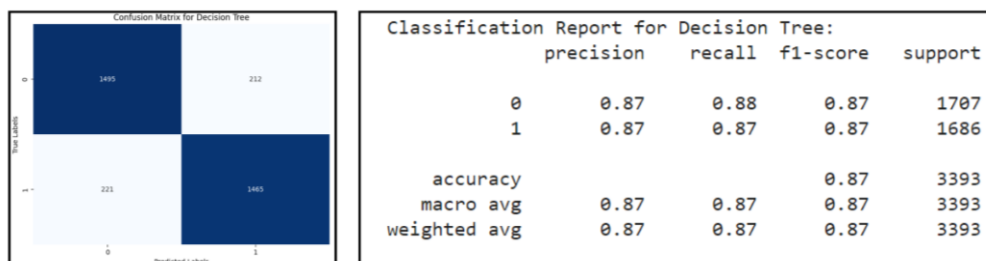 Confusion Matrix for Decision Tree
True Labels
0
1495
212
1
221
1465
0
1
Predicted Labels
Classification Report for Decision Tree:
precision recall f1-score support
0 0.87 0.88 0.87 1707
1 0.87 0.87 0.87 1686
accuracy 0.87 3393
macro avg 0.87 0.87 0.87 3393
weighted avg 0.87 0.87 0.87 3393